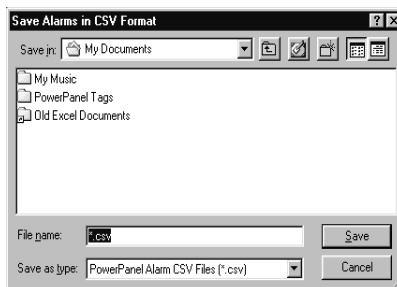 Save Alarms in CSV Format
Save in: My Documents
My Music
PowerPanel Tags
Old Excel Documents
File name: *.csv Save
Save as type: PowerPanel Alarm CSV Files (*.csv) Cancel